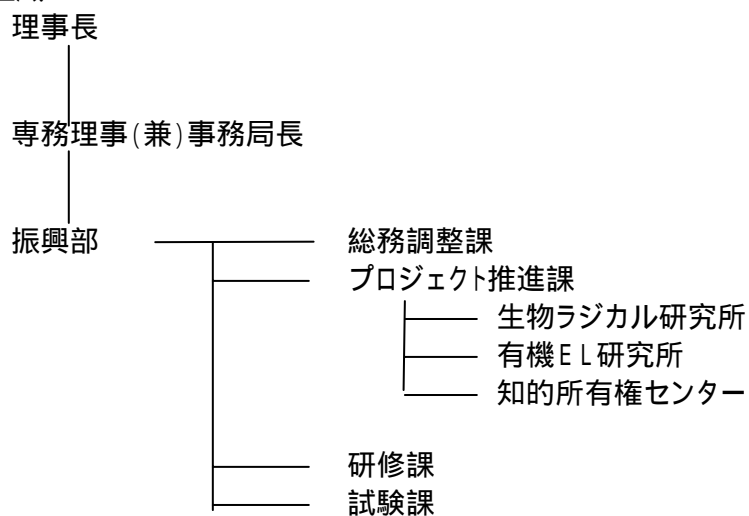 理事長
専務理事(兼)事務局長
振興部
総務調整課
プロジェクト推進課
生物ラジカル研究所
有機EL研究所
知的所有権センター
研修課
試験課